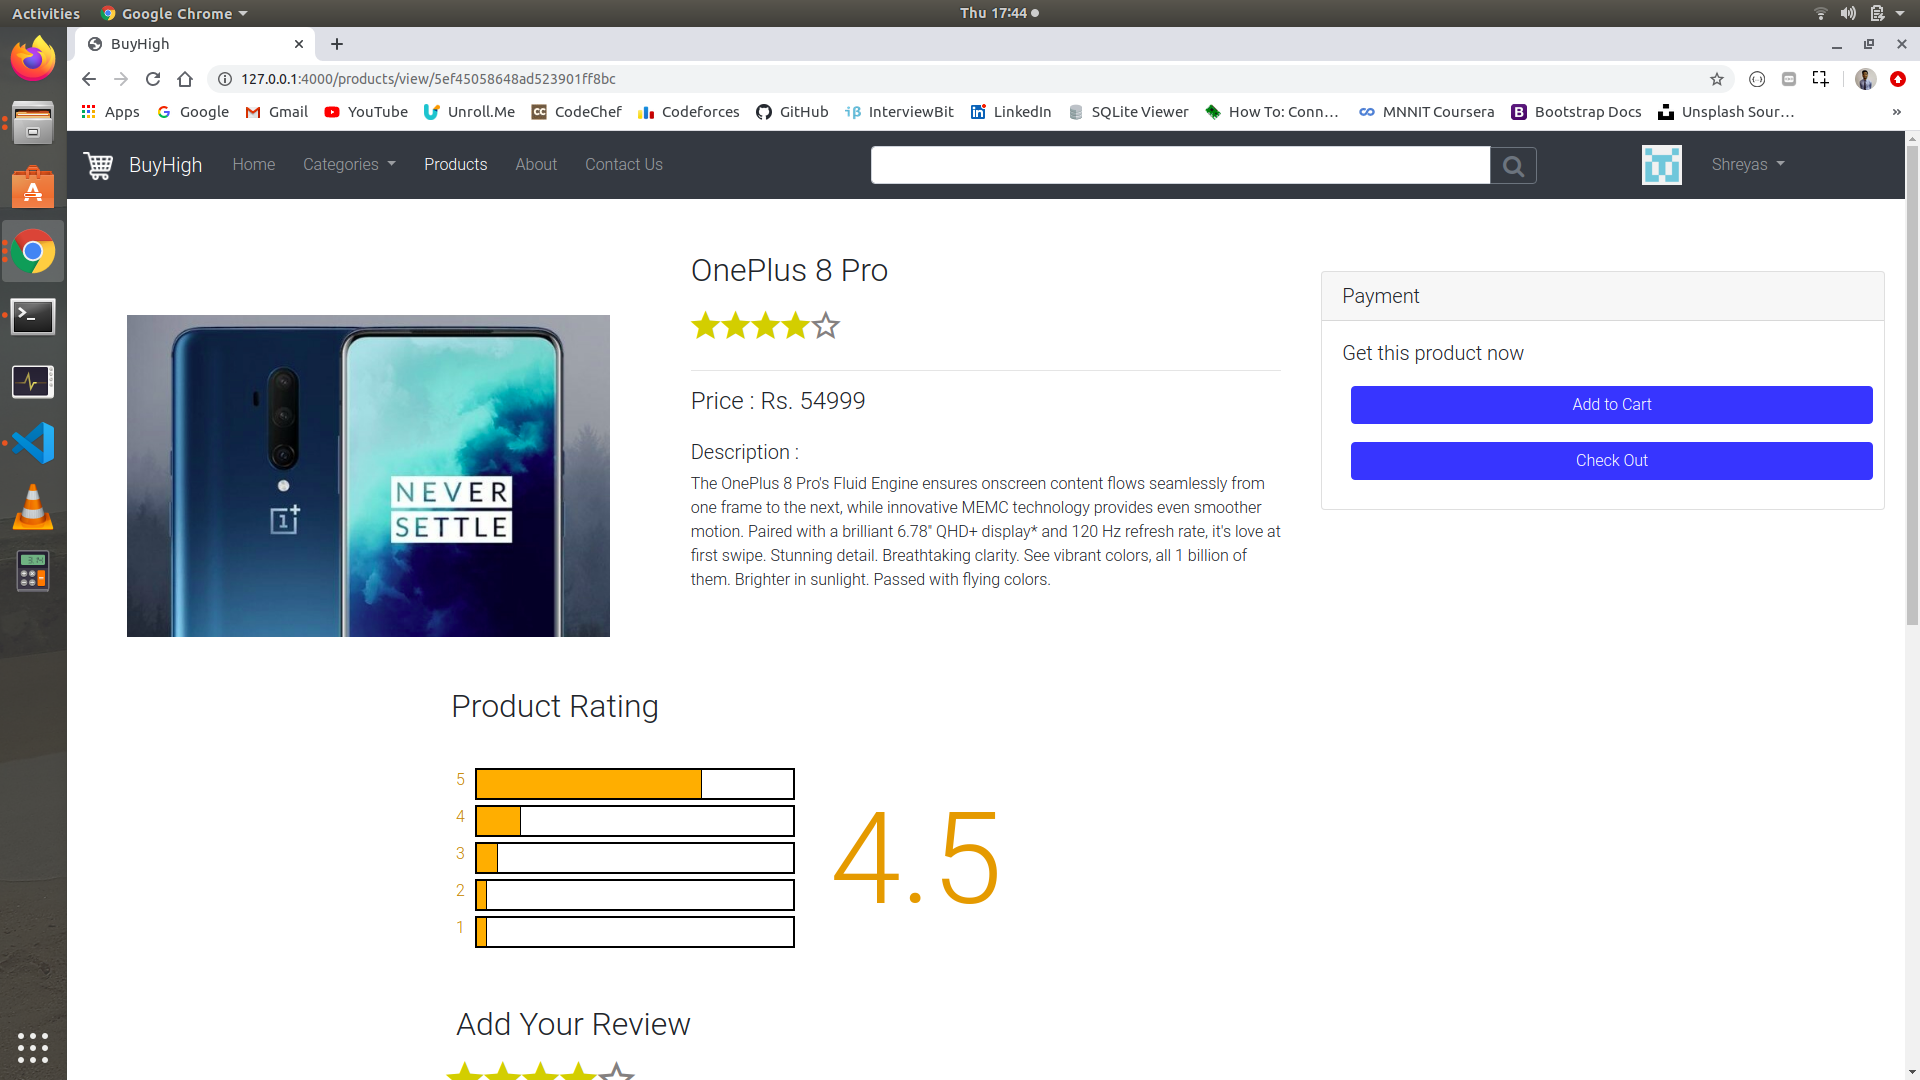 Activities Google Chrome Thu 17:44
BuyHigh
127.0.0.1:4000/products/view/5ef45058648ad523901ff8bc
Apps Google Gmail YouTube Unroll.Me CodeChef Codeforces GitHub InterviewBit LinkedIn SQLite Viewer How To: Conn… MNNIT Coursera Bootstrap Docs Unsplash Sour… »
BuyHigh Home Categories Products About Contact Us Shreyas
OnePlus 8 Pro
Payment
Get this product now
Price : Rs. 54999
Add to Cart
Description :
Check Out
The OnePlus 8 Pro's Fluid Engine ensures onscreen content flows seamlessly from
one frame to the next, while innovative MEMC technology provides even smoother
motion. Paired with a brilliant 6.78" QHD+ display* and 120 Hz refresh rate, it's love at
first swipe. Stunning detail. Breathtaking clarity. See vibrant colors, all 1 billion of
them. Brighter in sunlight. Passed with flying colors.
NEVER
SETTLE
Product Rating
5
4
3
2
1
4.5
Add Your Review